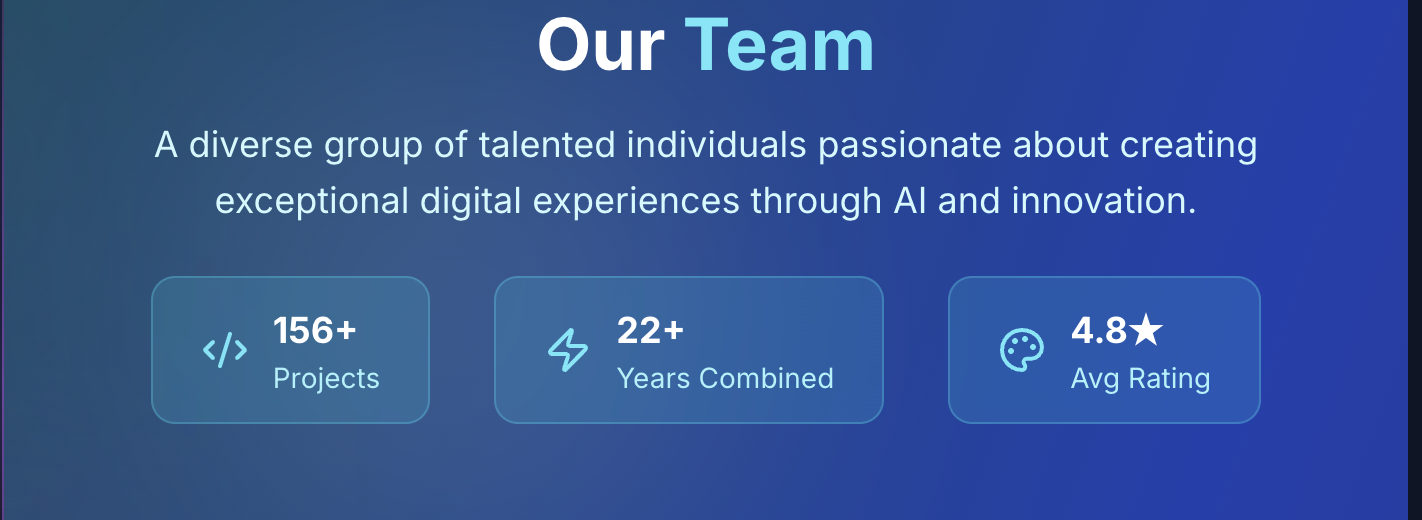 Our Team
A diverse group of talented individuals passionate about creating
exceptional digital experiences through AI and innovation.
156+
Projects
22+
Years Combined
4.8★
Avg Rating